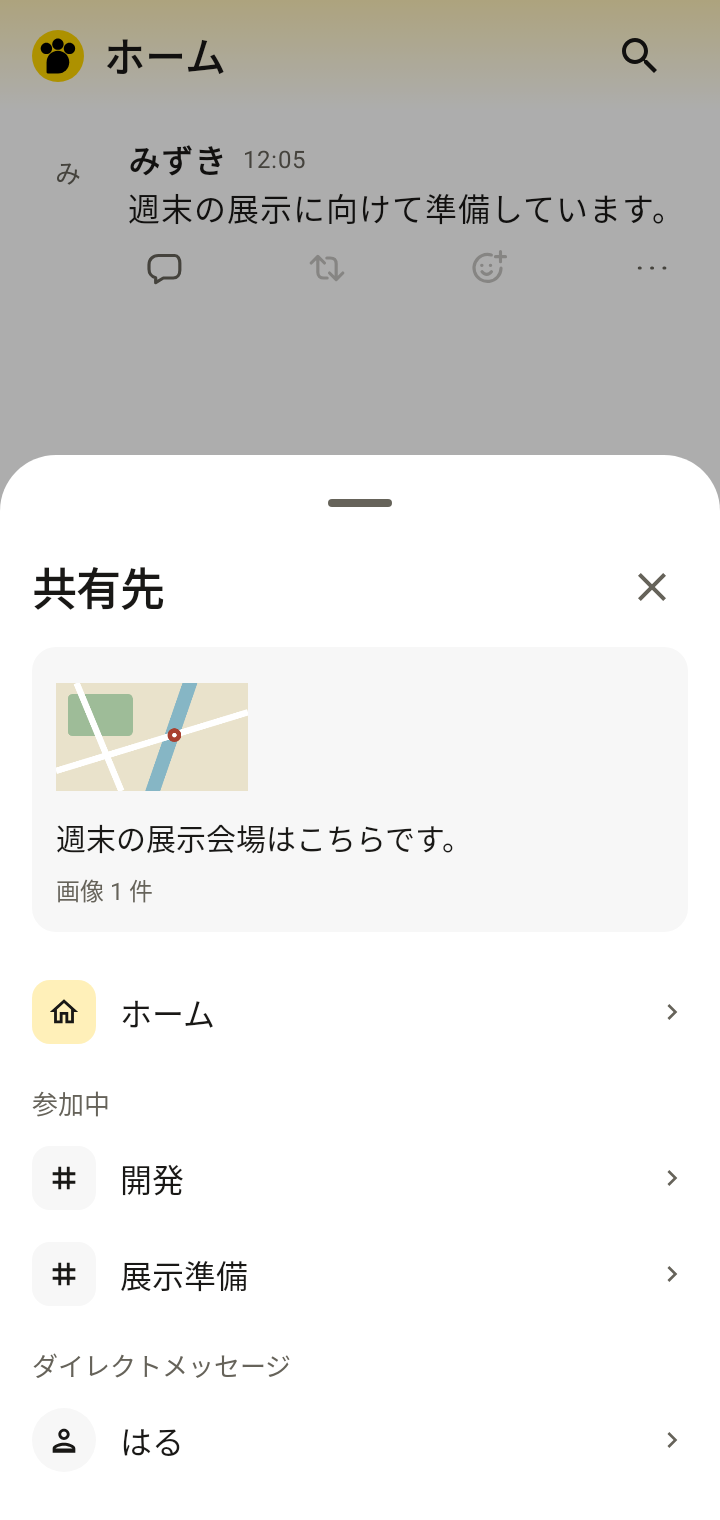 ホーム
み
みずき 12:05
週末の展示に向けて準備しています。
共有先
週末の展示会場はこちらです。
画像 1 件
ホーム
参加中
開発
展示準備
ダイレクトメッセージ
はる